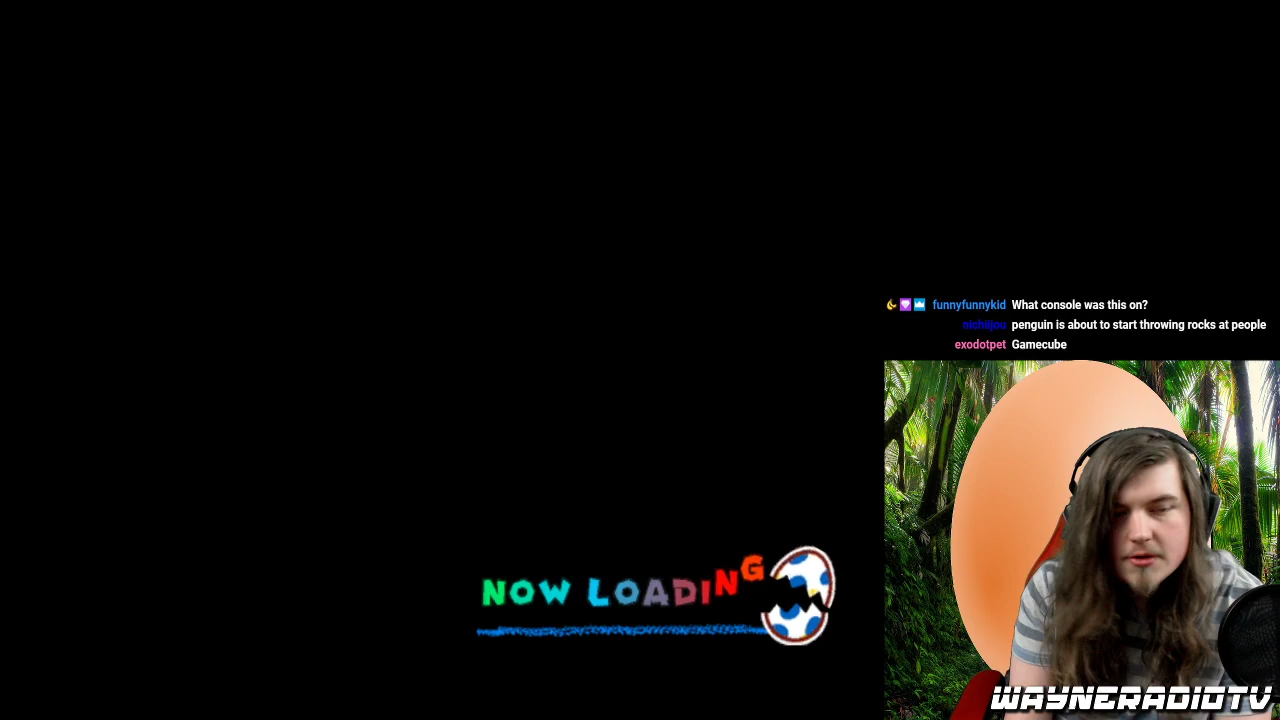 funnyfunnykid What console was this on?
nichiijou penguin is about to start throwing rocks at people
exodotpet Gamecube
NOW LOADING
WAYNERADIOTV